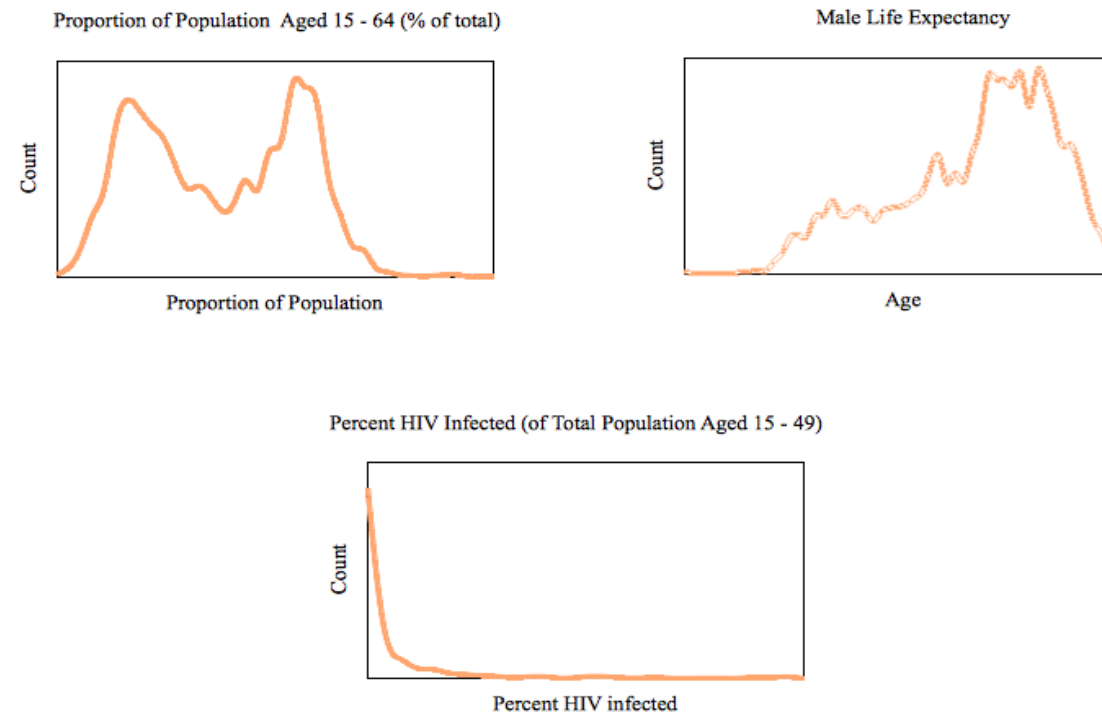 Proportion of Population Aged 15 - 64 (% of total)
Count
Proportion of Population
Male Life Expectancy
Count
Age
Percent HIV Infected (of Total Population Aged 15 - 49)
Count
Percent HIV infected